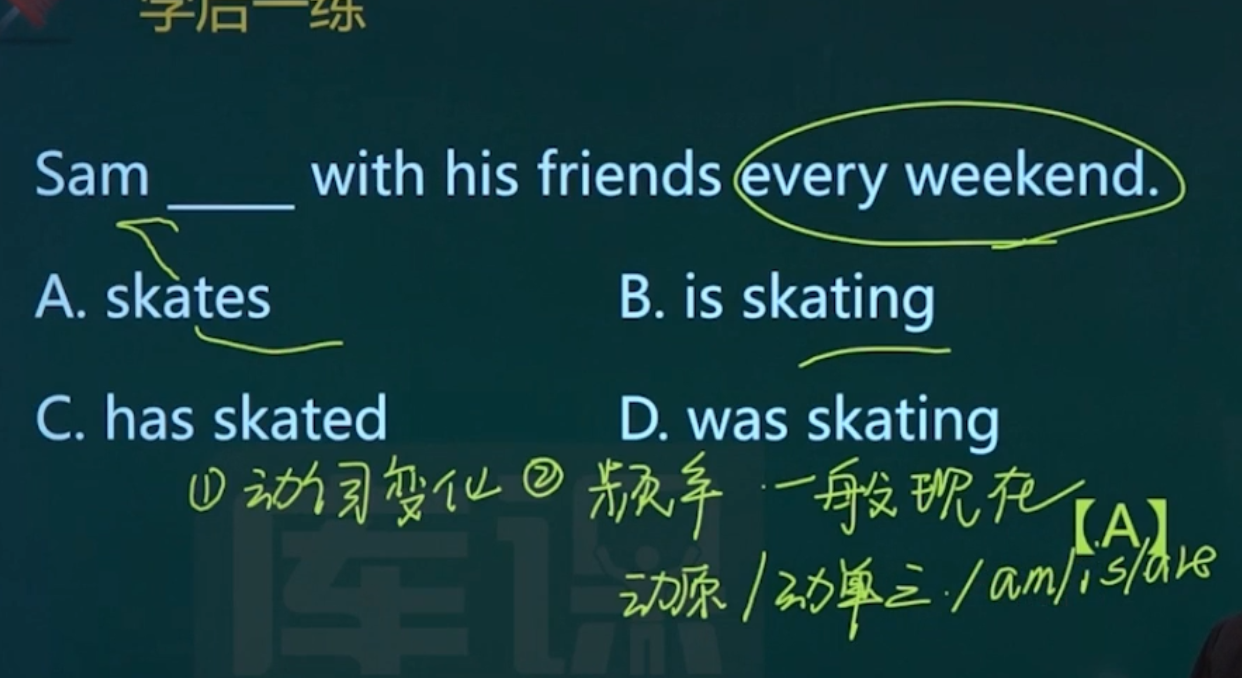 学后一练
Sam ____ with his friends every weekend.
A. skates B. is skating
C. has skated D. was skating
①动词变化 ②频率 一般现在
【A】
动原/动单三/am/is/are
库课